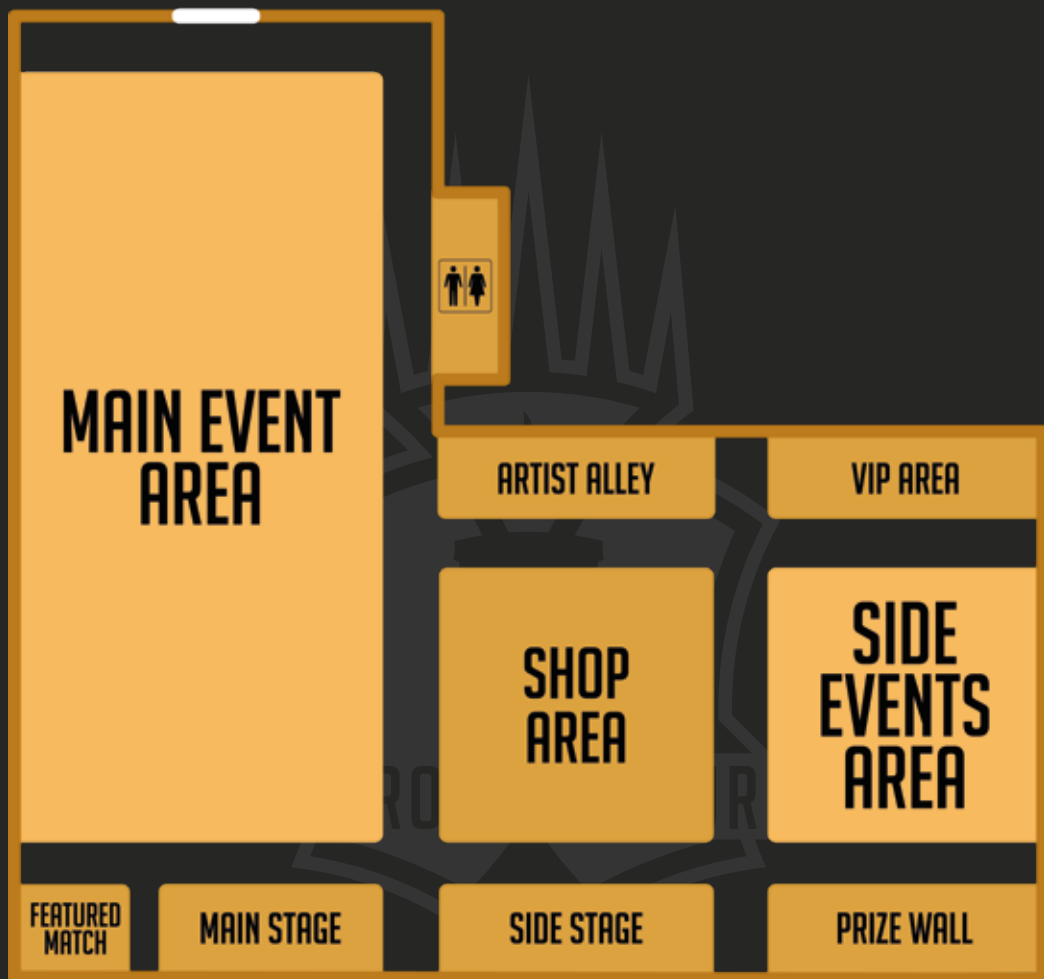 MAIN EVENT
AREA
ARTIST ALLEY
VIP AREA
SHOP
AREA
SIDE
EVENTS
AREA
FEATURED
MATCH
MAIN STAGE
SIDE STAGE
PRIZE WALL